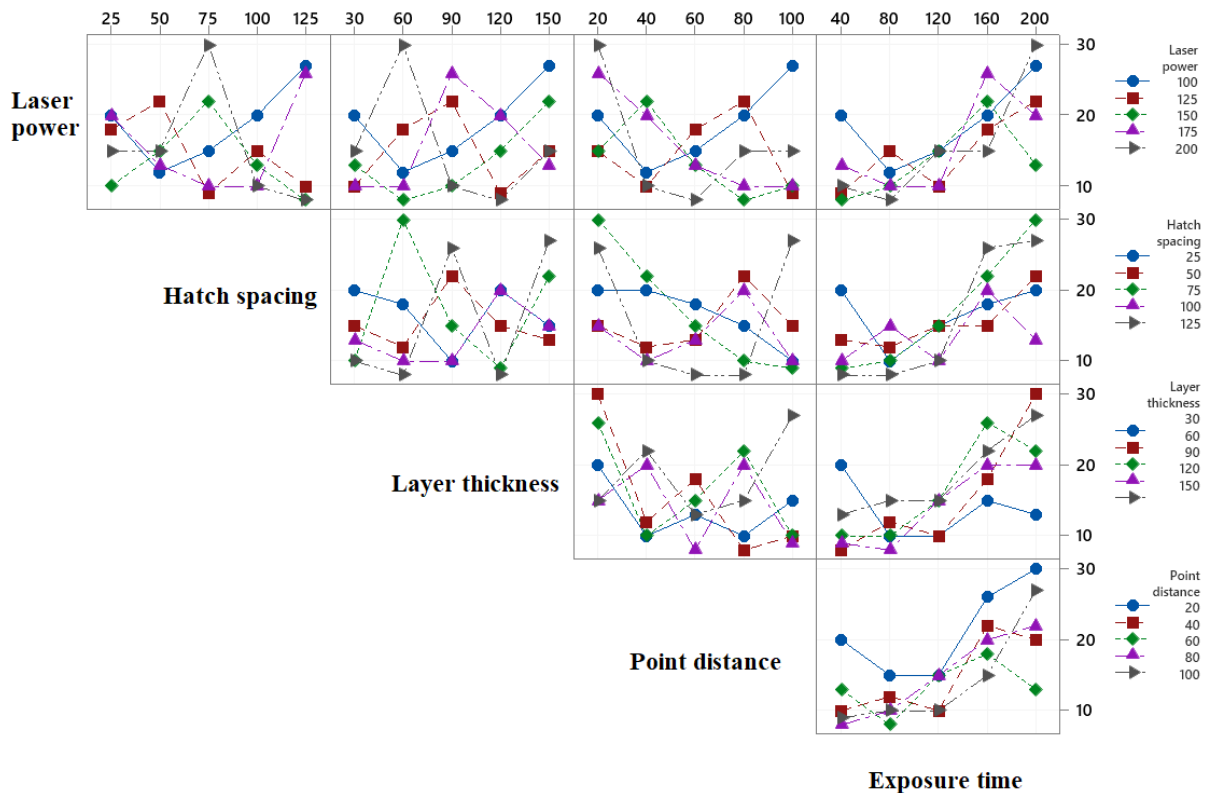 25 50 75 100 125 30 60 90 120 150 20 40 60 80 100 40 80 120 160 200
Laser
power
30
20
10
Laser
power
100
125
150
175
200
Hatch spacing
30
20
10
Hatch
spacing
25
50
75
100
125
Layer thickness
30
20
10
Layer
thickness
30
60
90
120
150
Point distance
30
20
10
Point
distance
20
40
60
80
100
Exposure time